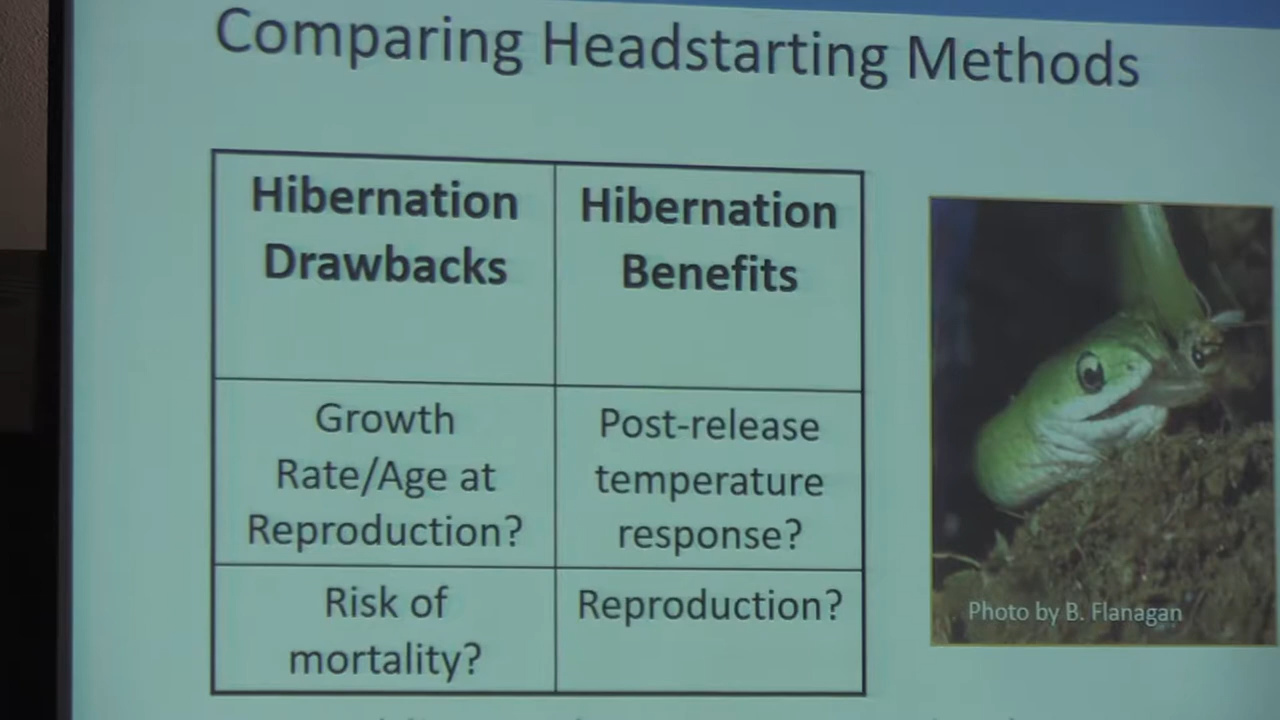 Comparing Headstarting Methods
Hibernation
Drawbacks
Hibernation
Benefits
Growth
Rate/Age at
Reproduction?
Post-release
temperature
response?
Risk of
mortality?
Reproduction?
Photo by B. Flanagan